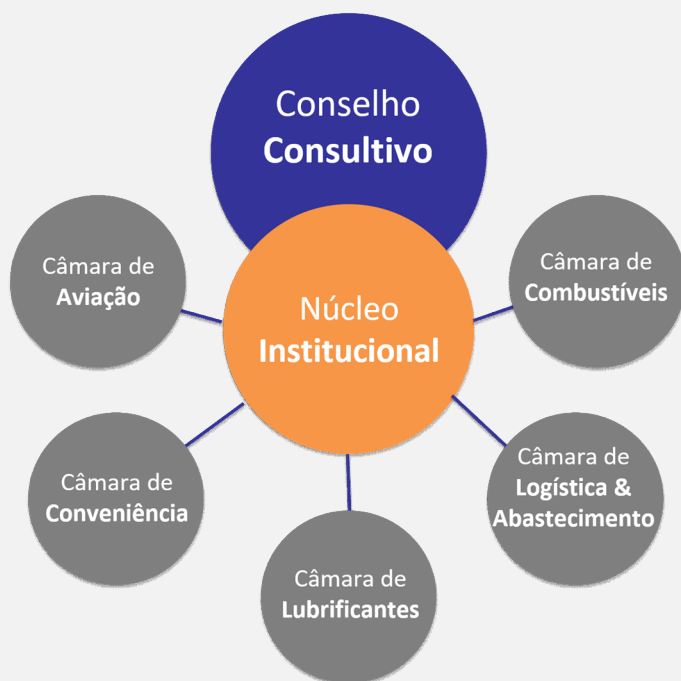 Conselho
Consultivo
Núcleo
Institucional
Câmara de
Aviação
Câmara de
Combustíveis
Câmara de
Conveniência
Câmara de
Logística &
Abastecimento
Câmara de
Lubrificantes